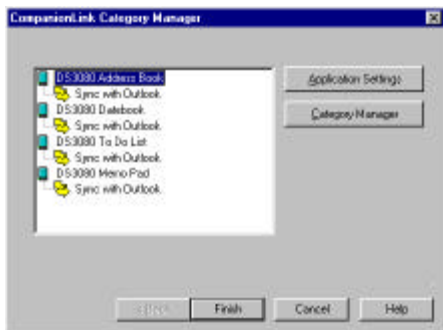 CompanionLink Category Manager
DS3080 Address Book
Sync with Outlook
DS3080 Datebook
Sync with Outlook
DS3080 To Do List
Sync with Outlook
DS3080 Memo Pad
Sync with Outlook
Application Settings
Category Manager
< Back
Finish
Cancel
Help